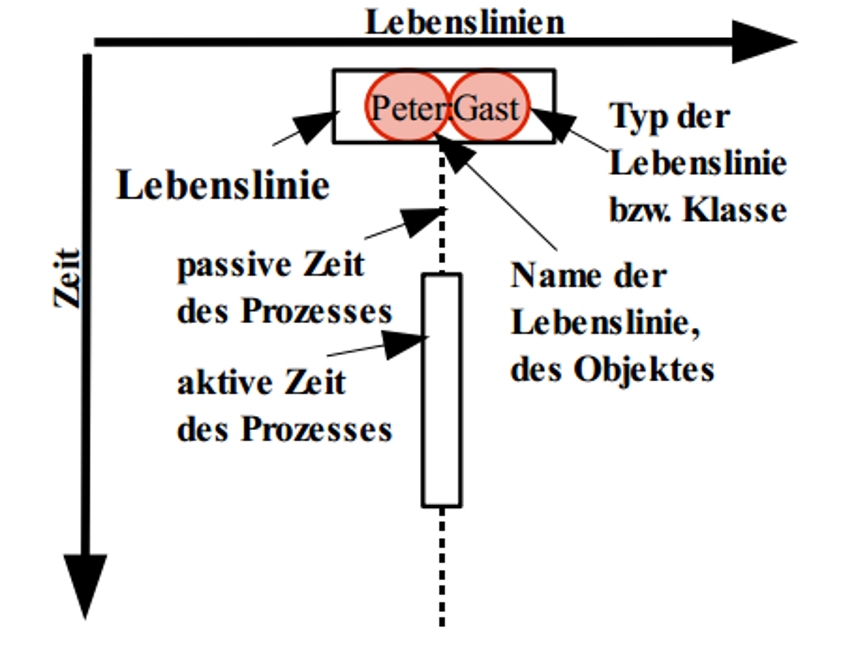 Lebenslinien
Peter:Gast
Typ der
Lebenslinie
bzw. Klasse
Lebenslinie
passive Zeit
des Prozesses
Name der
Lebenslinie,
des Objektes
aktive Zeit
des Prozesses
Zeit